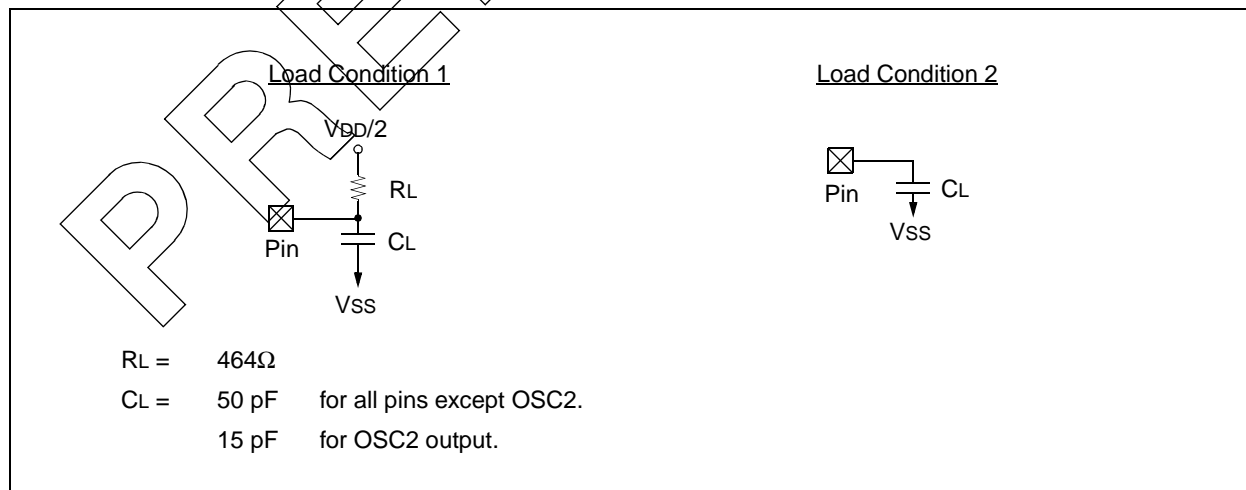 Load Condition 1
Load Condition 2
VDD/2
RL
Pin
CL
VSS
Pin
CL
VSS
RL = 464Ω
CL = 50 pF for all pins except OSC2.
15 pF for OSC2 output.
PRE